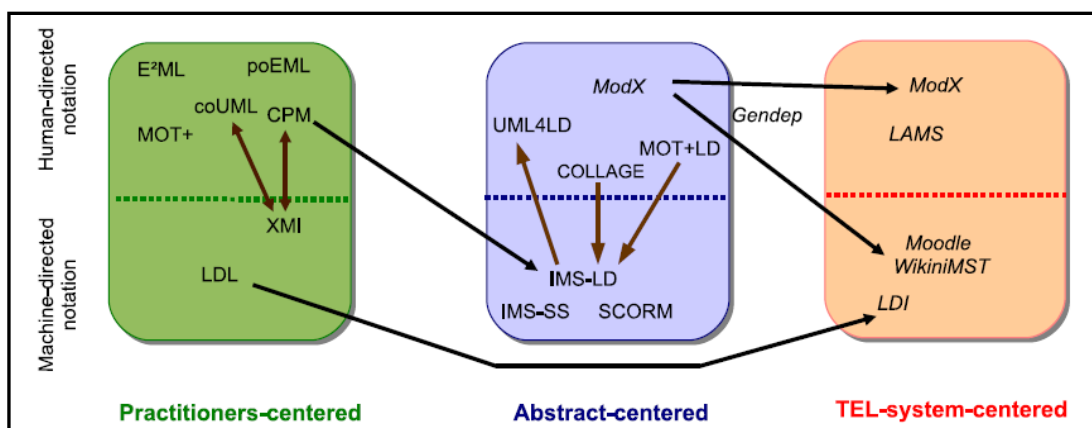 Human-directed
notation
Machine-directed
notation
E²ML
poEML
coUML
CPM
MOT+
XMI
LDL
Practitioners-centered
ModX
UML4LD
MOT+LD
COLLAGE
IMS-LD
IMS-SS
SCORM
Abstract-centered
Gendep
ModX
LAMS
Moodle
WikiniMST
LDI
TEL-system-centered